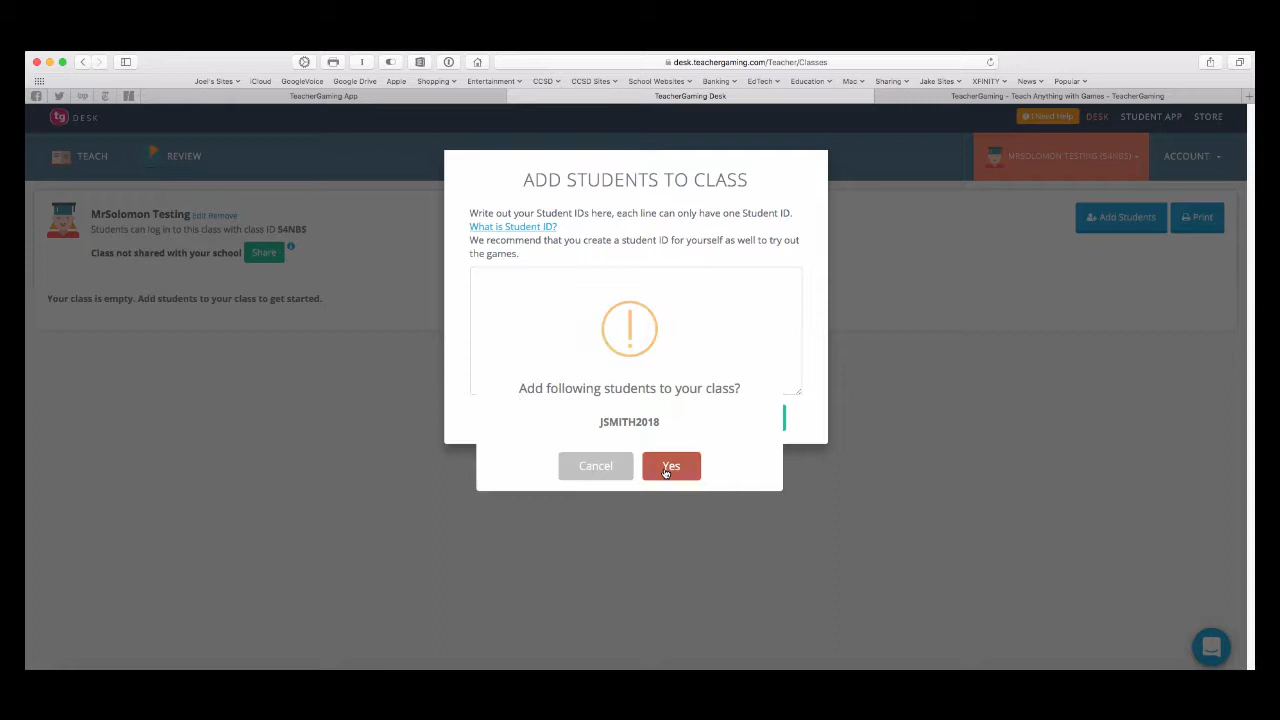 desk.teachergaming.com/Teacher/Classes
Joel's Sites iCloud GoogleVoice Google Drive Apple Shopping Entertainment CCSD CCSD Sites School Websites Banking EdTech Education Mac Sharing Jake Sites XFINITY News Popular
TeacherGaming App TeacherGaming Desk TeacherGaming – Teach Anything with Games – TeacherGaming
tg DESK I Need Help DESK STUDENT APP STORE
TEACH REVIEW MRSOLOMON TESTING (54NBS) ACCOUNT
ADD STUDENTS TO CLASS
MrSolomon Testing Edit Remove
Students can log in to this class with class ID 54NBS
Class not shared with your school Share
Your class is empty. Add students to your class to get started.
Add Students Print
Write out your Student IDs here, each line can only have one Student ID.
What is Student ID?
We recommend that you create a student ID for yourself as well to try out
the games.
Add following students to your class?
JSMITH2018
Cancel Yes